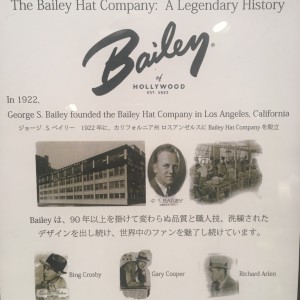 The Bailey Hat Company: A Legendary History
Bailey
of
HOLLYWOOD
EST. 1922
In 1922,
George S. Bailey founded the Bailey Hat Company in Los Angeles, California
ジョージ S ベイリー 1922年に、カリフォルニア州 ロスアンゼルスに Bailey Hat Company を設立
G. S. BAILEY
Bailey は、90 年以上を掛けて変わらぬ品質と職人技、洗練された
デザインを出し続け、世界中のファンを魅了し続けています。
Bing Crosby
Gary Cooper
Richard Arlen